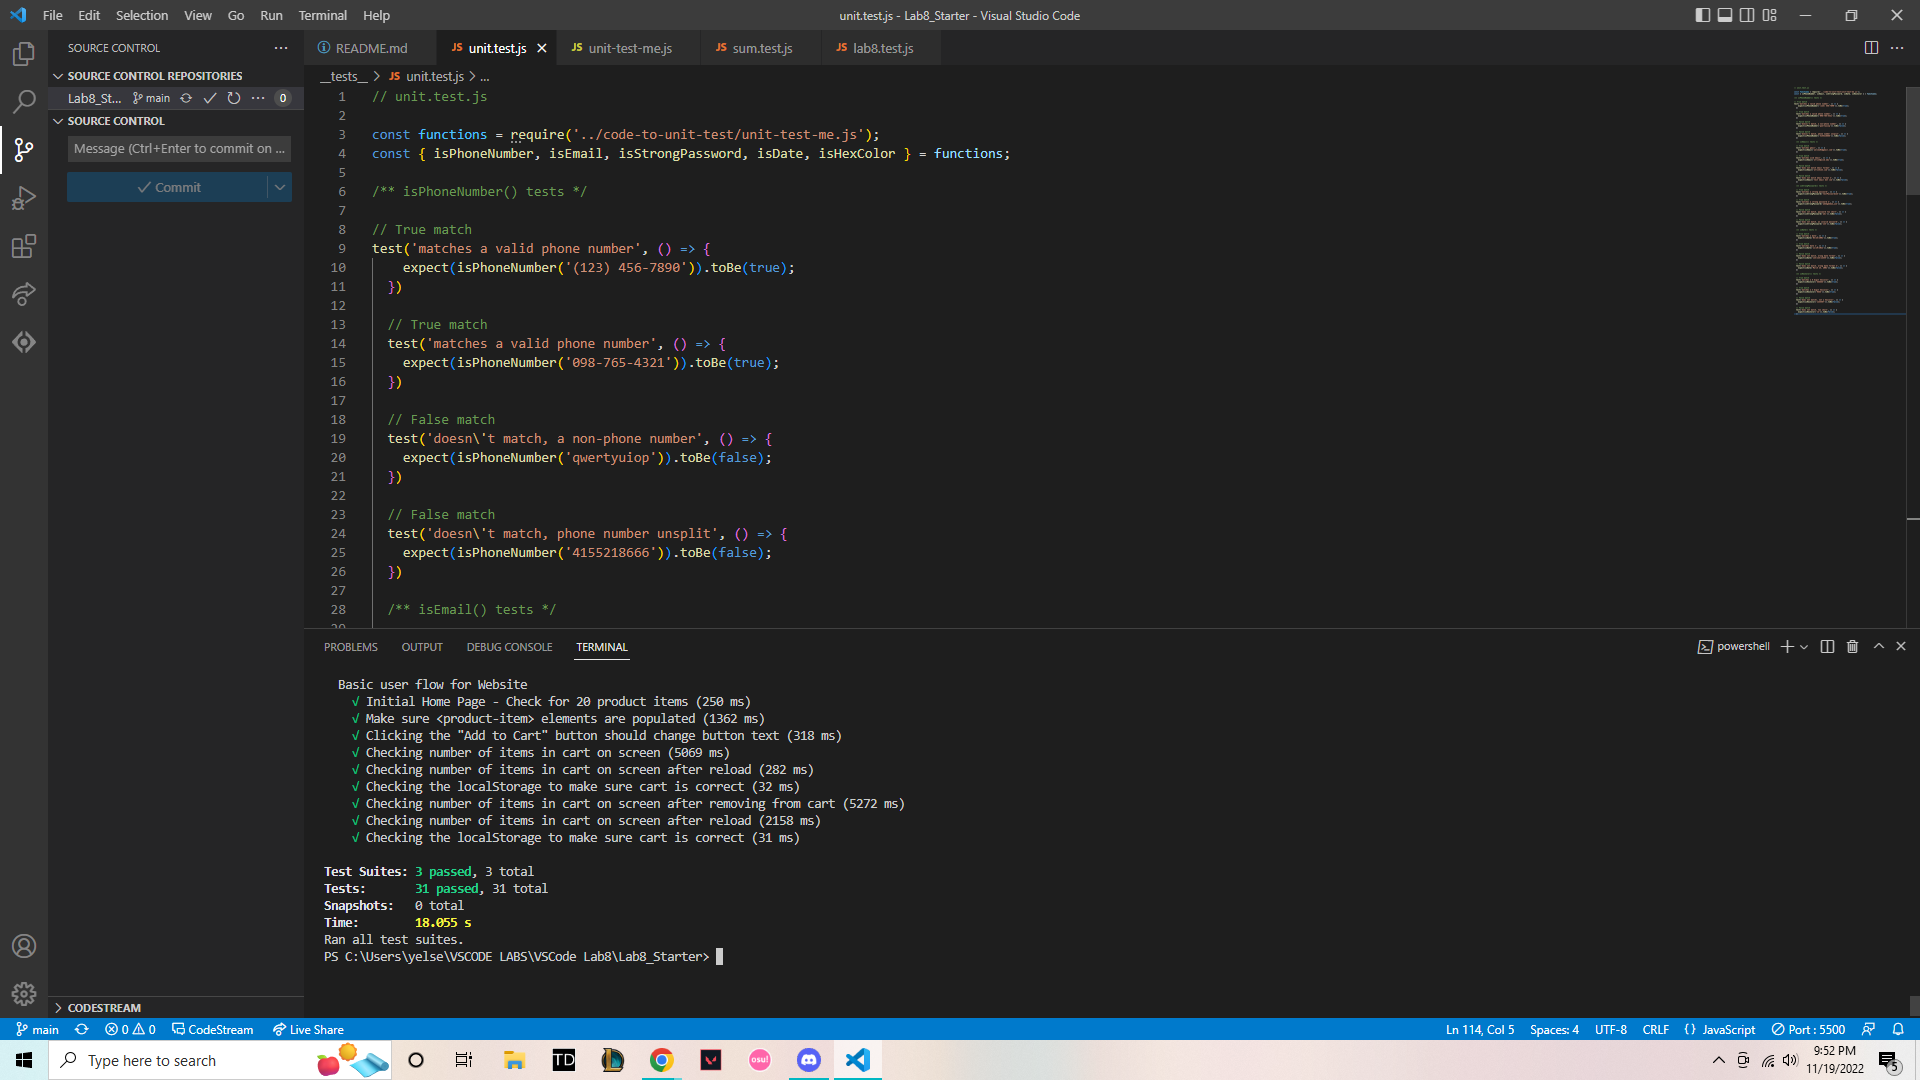 File Edit Selection View Go Run Terminal Help
unit.test.js - Lab8_Starter - Visual Studio Code
SOURCE CONTROL
SOURCE CONTROL REPOSITORIES
Lab8_St... main 0
SOURCE CONTROL
Message (Ctrl+Enter to commit on ...
Commit
README.md
JS unit.test.js
JS unit-test-me.js
JS sum.test.js
JS lab8.test.js
__tests__ > JS unit.test.js > ...
1 // unit.test.js
2
3 const functions = require('../code-to-unit-test/unit-test-me.js');
4 const { isPhoneNumber, isEmail, isStrongPassword, isDate, isHexColor } = functions;
5
6 /** isPhoneNumber() tests */
7
8 // True match
9 test('matches a valid phone number', () => {
10 expect(isPhoneNumber('(123) 456-7890')).toBe(true);
11 })
12
13 // True match
14 test('matches a valid phone number', () => {
15 expect(isPhoneNumber('098-765-4321')).toBe(true);
16 })
17
18 // False match
19 test('doesn\'t match, a non-phone number', () => {
20 expect(isPhoneNumber('qwertyuiop')).toBe(false);
21 })
22
23 // False match
24 test('doesn\'t match, phone number unsplit', () => {
25 expect(isPhoneNumber('4155218666')).toBe(false);
26 })
27
28 /** isEmail() tests */
29
PROBLEMS OUTPUT DEBUG CONSOLE TERMINAL
powershell
Basic user flow for Website
√ Initial Home Page - Check for 20 product items (250 ms)
√ Make sure <product-item> elements are populated (1362 ms)
√ Clicking the "Add to Cart" button should change button text (318 ms)
√ Checking number of items in cart on screen (5069 ms)
√ Checking number of items in cart on screen after reload (282 ms)
√ Checking the localStorage to make sure cart is correct (32 ms)
√ Checking number of items in cart on screen after removing from cart (5272 ms)
√ Checking number of items in cart on screen after reload (2158 ms)
√ Checking the localStorage to make sure cart is correct (31 ms)
Test Suites: 3 passed, 3 total
Tests: 31 passed, 31 total
Snapshots: 0 total
Time: 18.055 s
Ran all test suites.
PS C:\Users\yelse\VSCODE LABS\VSCode Lab8\Lab8_Starter>
CODESTREAM
main 0 0 CodeStream Live Share
Ln 114, Col 5 Spaces: 4 UTF-8 CRLF {} JavaScript Port : 5500
Type here to search
TD
osu!
9:52 PM
11/19/2022
5